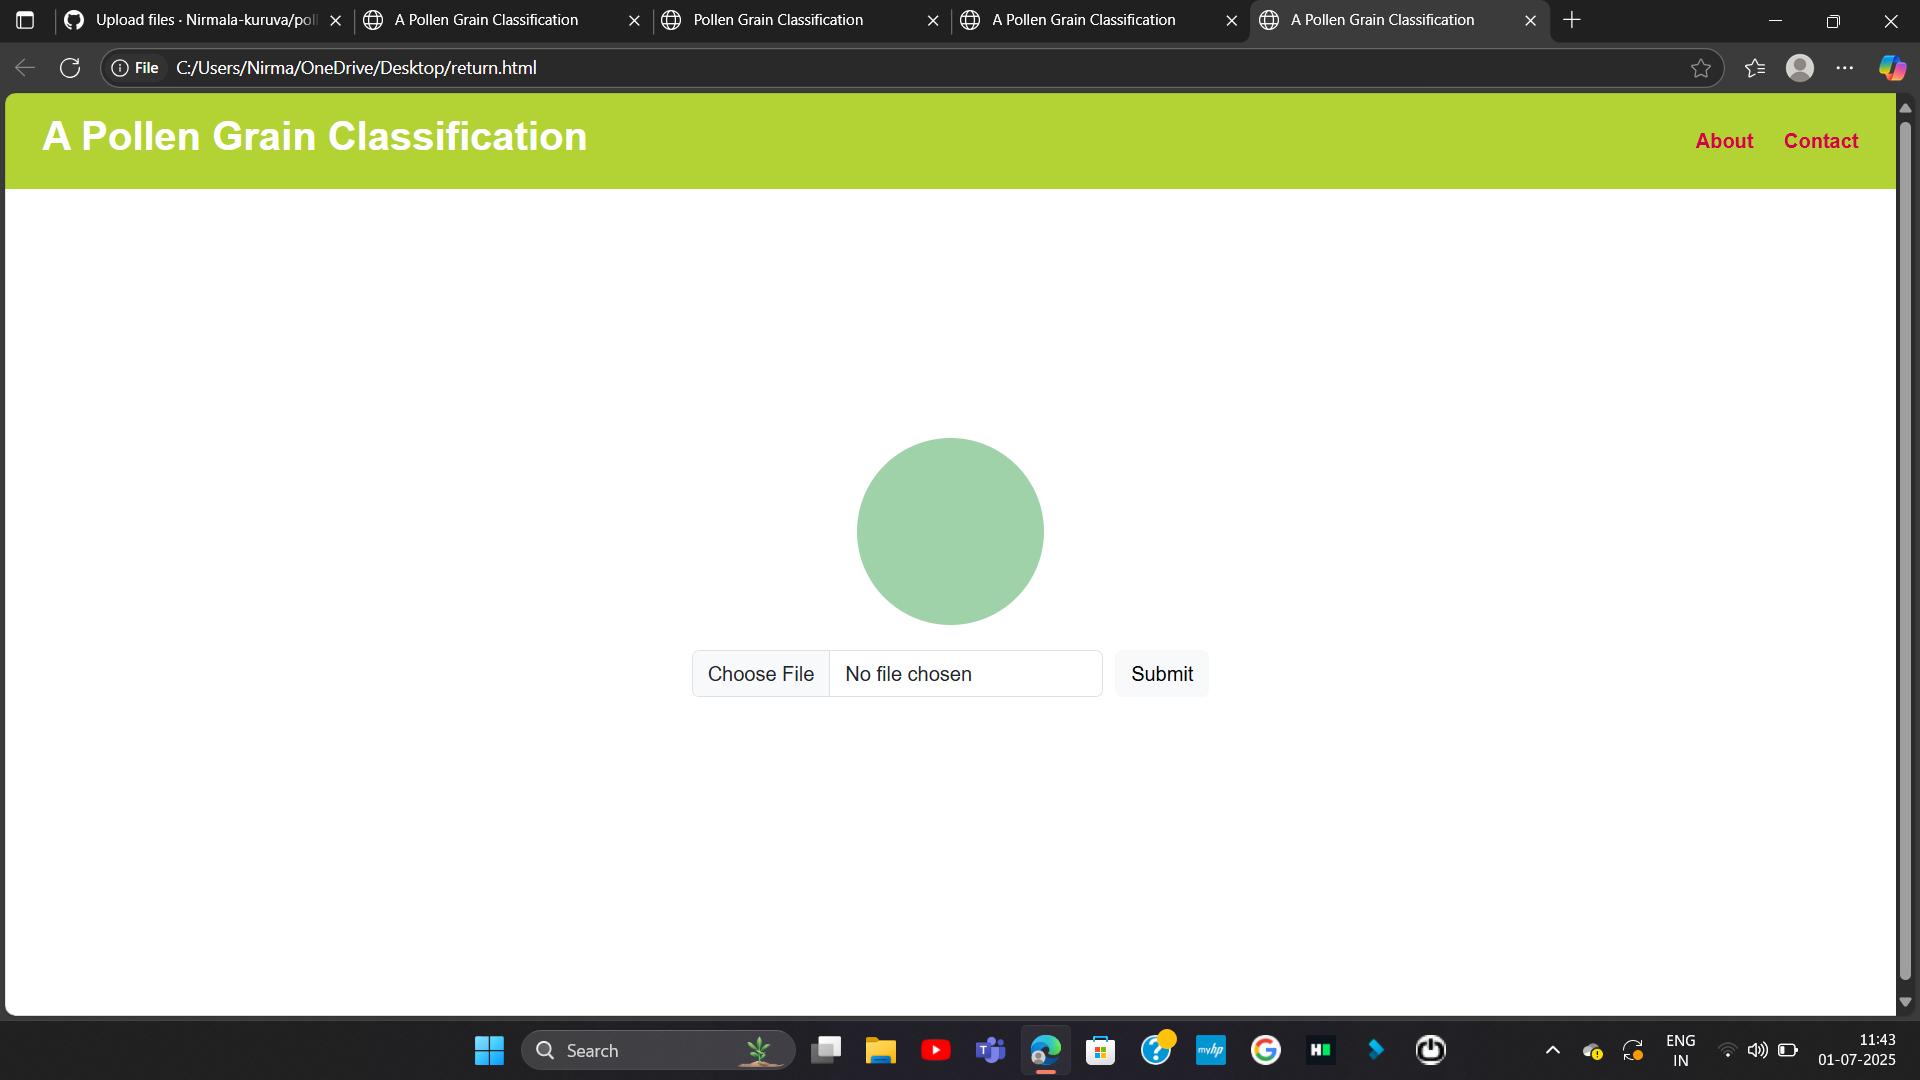 Upload files · Nirmala-kuruva/pol
A Pollen Grain Classification
Pollen Grain Classification
A Pollen Grain Classification
A Pollen Grain Classification
File
C:/Users/Nirma/OneDrive/Desktop/return.html
A Pollen Grain Classification
About
Contact
Choose File
No file chosen
Submit
Search
T
myhp
H
ENG
IN
11:43
01-07-2025